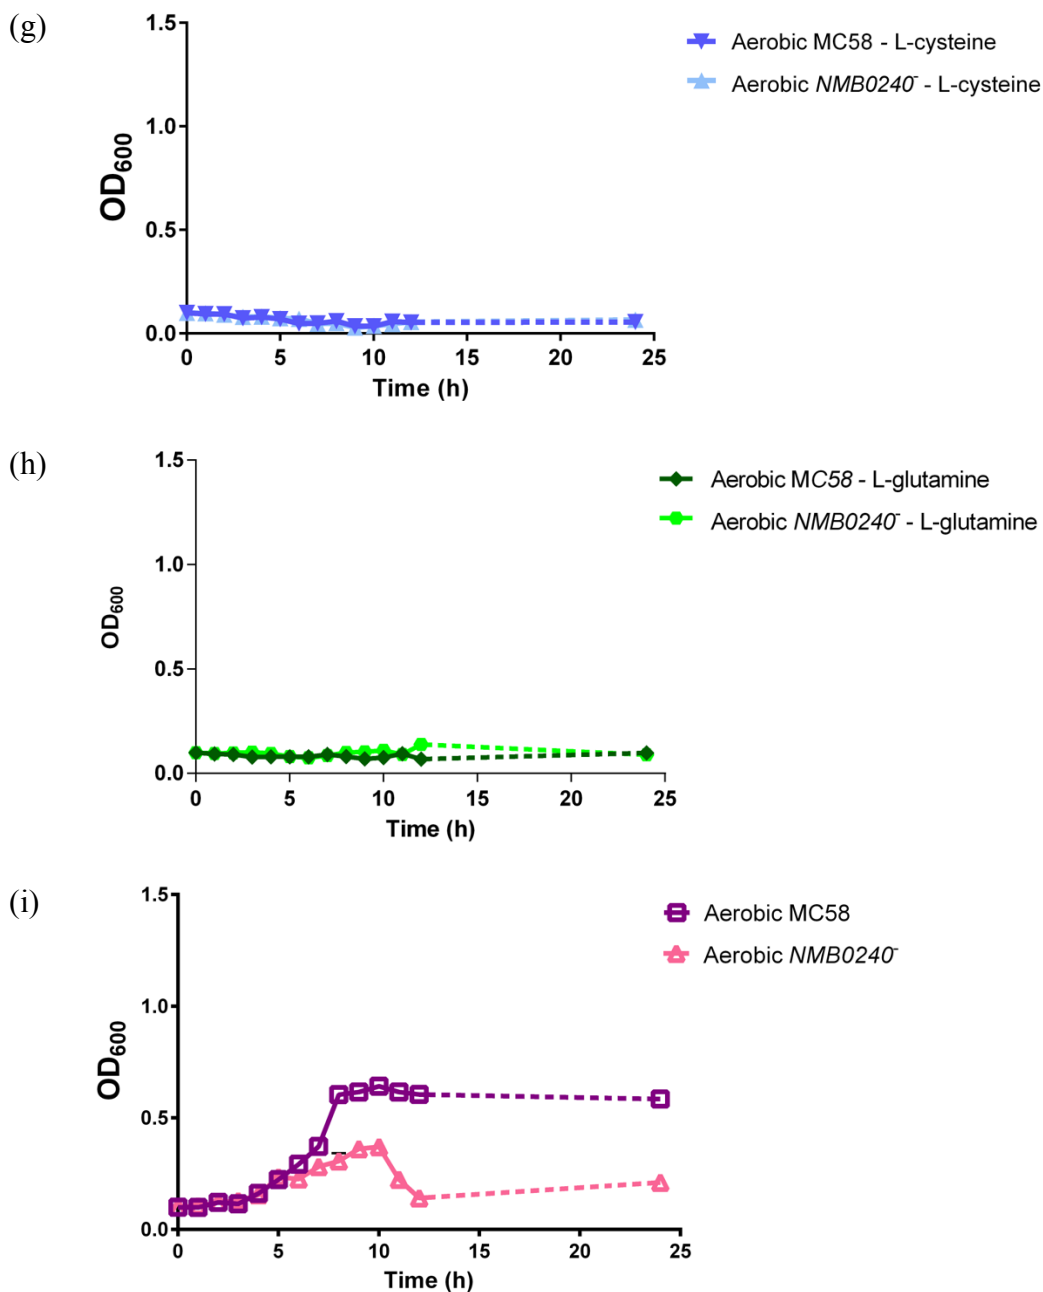 (g)
1.5
1.0
0.5
0.0
OD₆₀₀
0 5 10 15 20 25
Time (h)
Aerobic MC58 - L-cysteine
Aerobic NMB0240⁻ - L-cysteine
(h)
1.5
1.0
0.5
0.0
OD₆₀₀
0 5 10 15 20 25
Time (h)
Aerobic MC58 - L-glutamine
Aerobic NMB0240⁻ - L-glutamine
(i)
1.5
1.0
0.5
0.0
OD₆₀₀
0 5 10 15 20 25
Time (h)
Aerobic MC58
Aerobic NMB0240⁻